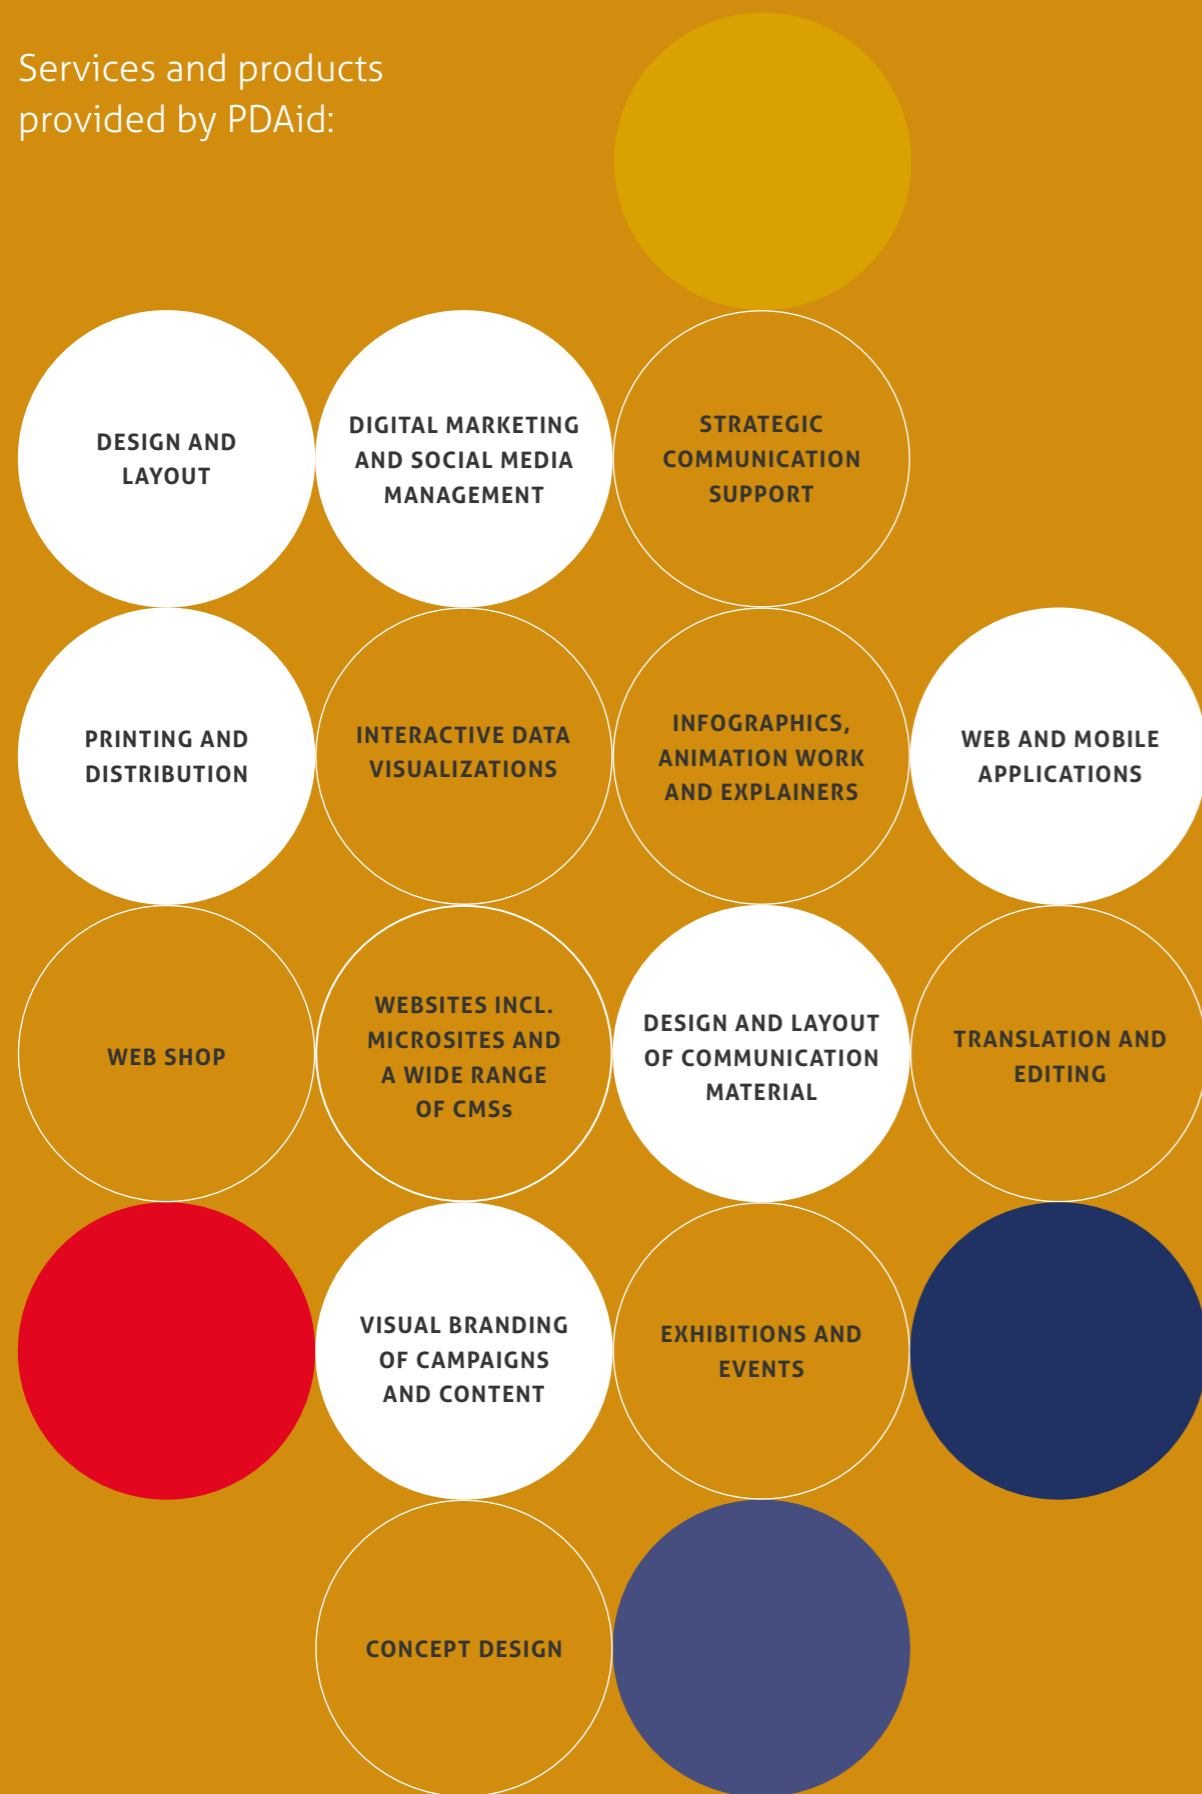 Services and products
provided by PDAid:
DESIGN AND
LAYOUT
DIGITAL MARKETING
AND SOCIAL MEDIA
MANAGEMENT
STRATEGIC
COMMUNICATION
SUPPORT
PRINTING AND
DISTRIBUTION
INTERACTIVE DATA
VISUALIZATIONS
INFOGRAPHICS,
ANIMATION WORK
AND EXPLAINERS
WEB AND MOBILE
APPLICATIONS
WEB SHOP
WEBSITES INCL.
MICROSITES AND
A WIDE RANGE
OF CMSs
DESIGN AND LAYOUT
OF COMMUNICATION
MATERIAL
TRANSLATION AND
EDITING
VISUAL BRANDING
OF CAMPAIGNS
AND CONTENT
EXHIBITIONS AND
EVENTS
CONCEPT DESIGN